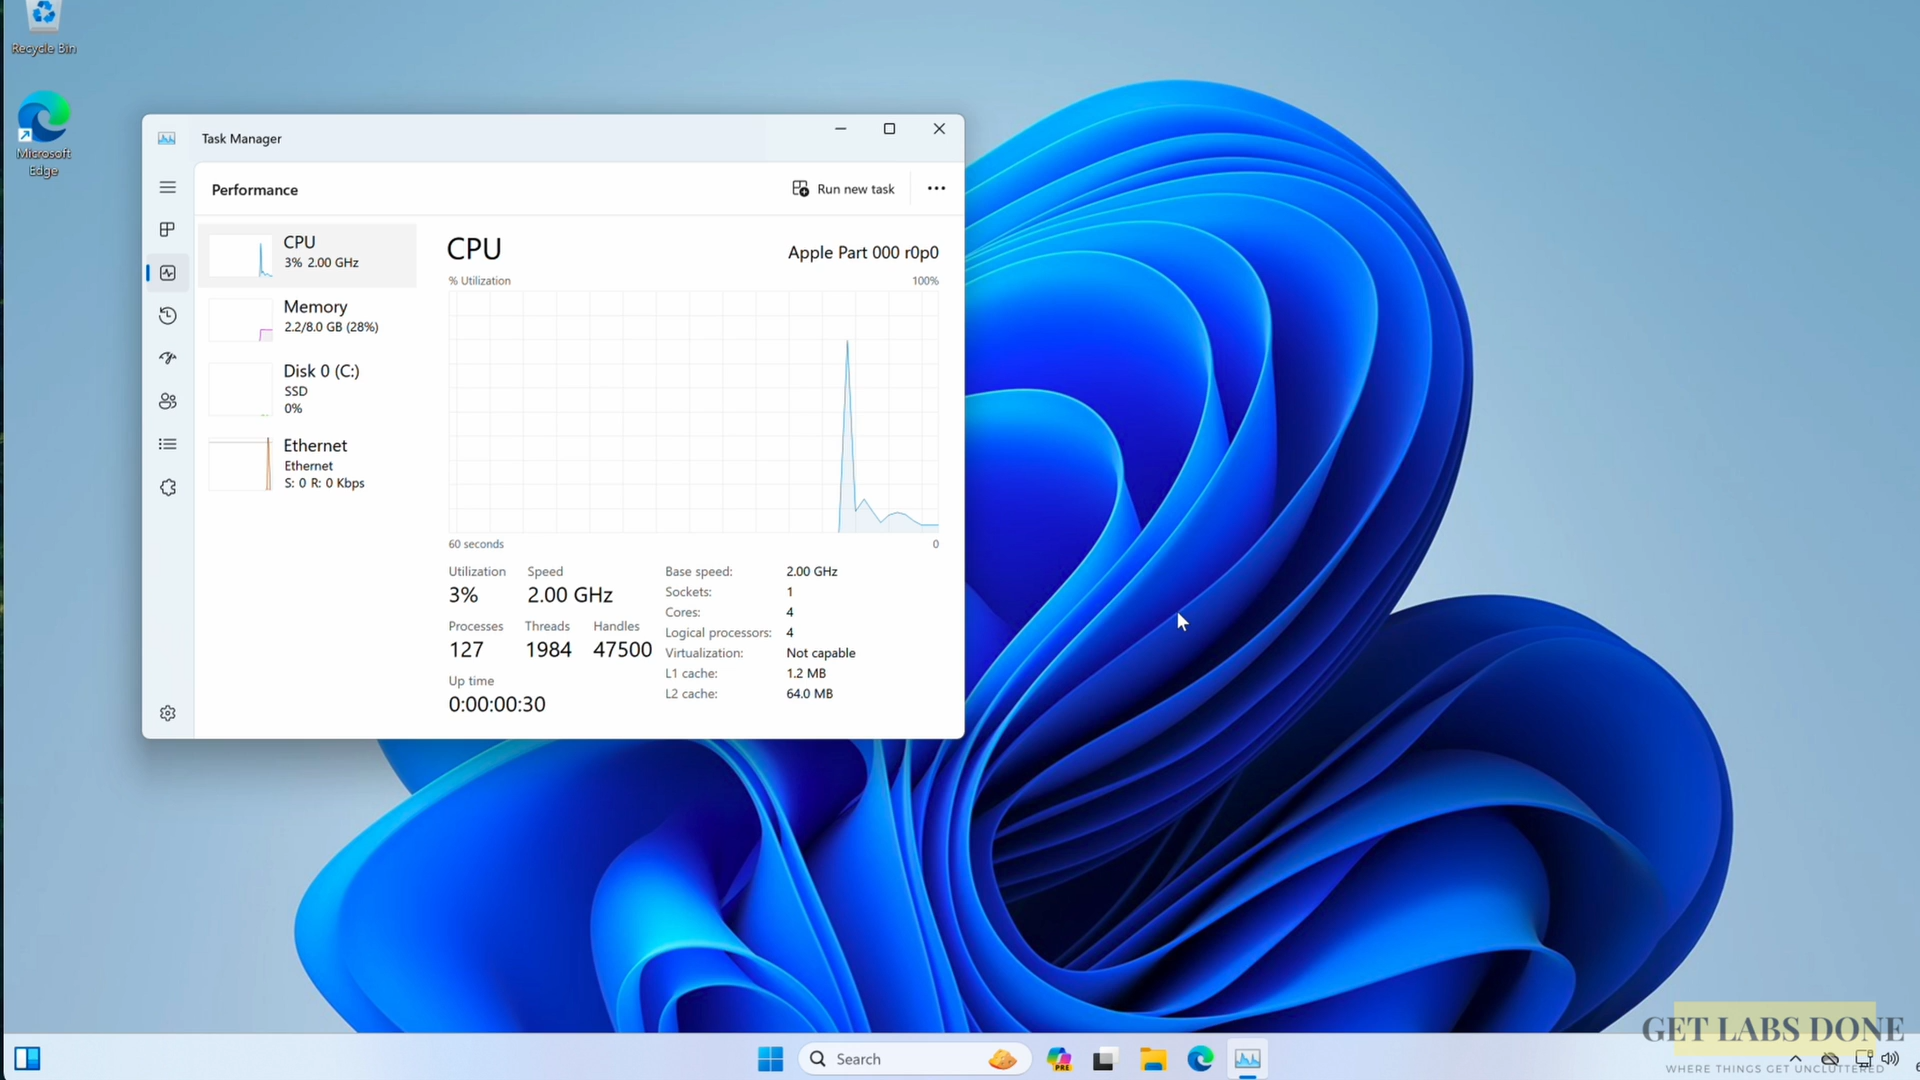 Recycle Bin
Microsoft
Edge
Task Manager
Performance
Run new task
CPU
3% 2.00 GHz
Memory
2.2/8.0 GB (28%)
Disk 0 (C:)
SSD
0%
Ethernet
Ethernet
S: 0 R: 0 Kbps
CPU
Apple Part 000 r0p0
% Utilization
100%
60 seconds
0
Utilization
Speed
3%
2.00 GHz
Processes
Threads
Handles
127
1984
47500
Up time
0:00:00:30
Base speed: 2.00 GHz
Sockets: 1
Cores: 4
Logical processors: 4
Virtualization: Not capable
L1 cache: 1.2 MB
L2 cache: 64.0 MB
Search
PRE
GET LABS DONE
WHERE THINGS GET UNCLUTTERED